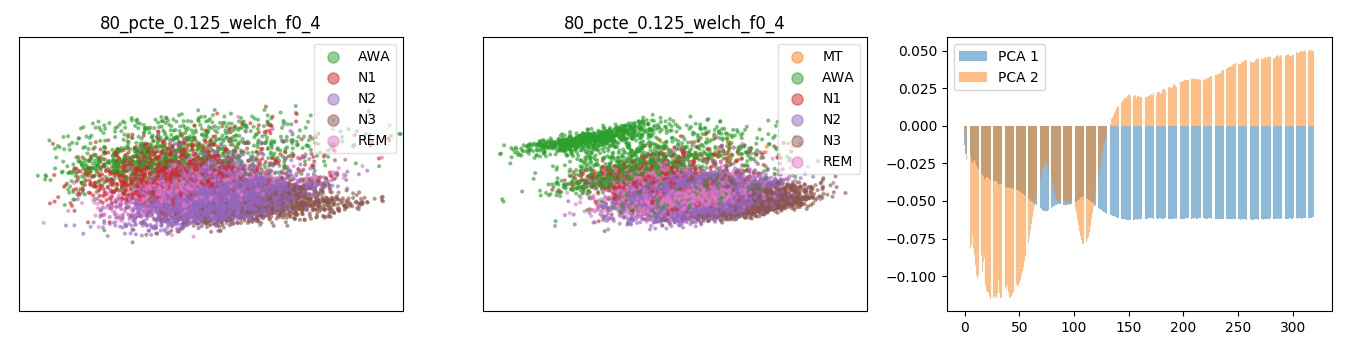 80_pcte_0.125_welch_f0_4
AWA
N1
N2
N3
REM
80_pcte_0.125_welch_f0_4
MT
AWA
N1
N2
N3
REM
PCA 1
PCA 2
0.050
0.025
0.000
−0.025
−0.050
−0.075
−0.100
0 50 100 150 200 250 300